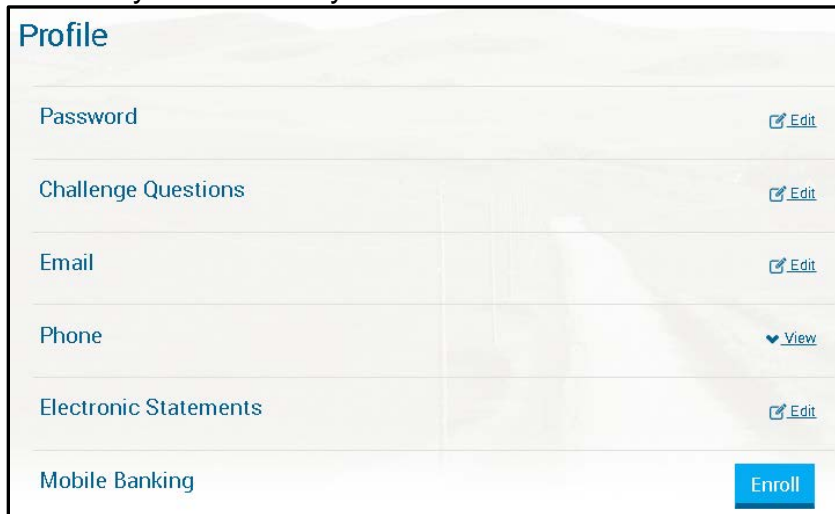 Profile
Password Edit
Challenge Questions Edit
Email Edit
Phone View
Electronic Statements Edit
Mobile Banking Enroll